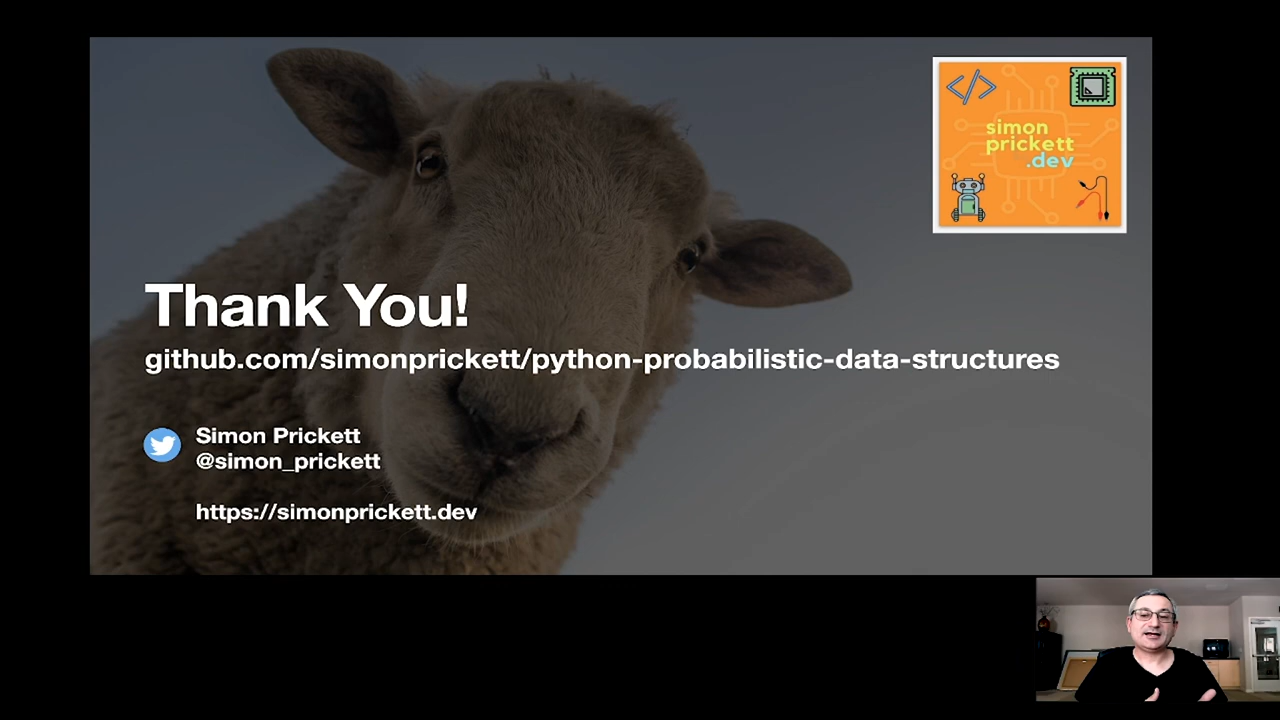 simon
prickett
.dev
Thank You!
github.com/simonprickett/python-probabilistic-data-structures
Simon Prickett
@simon_prickett
https://simonprickett.dev